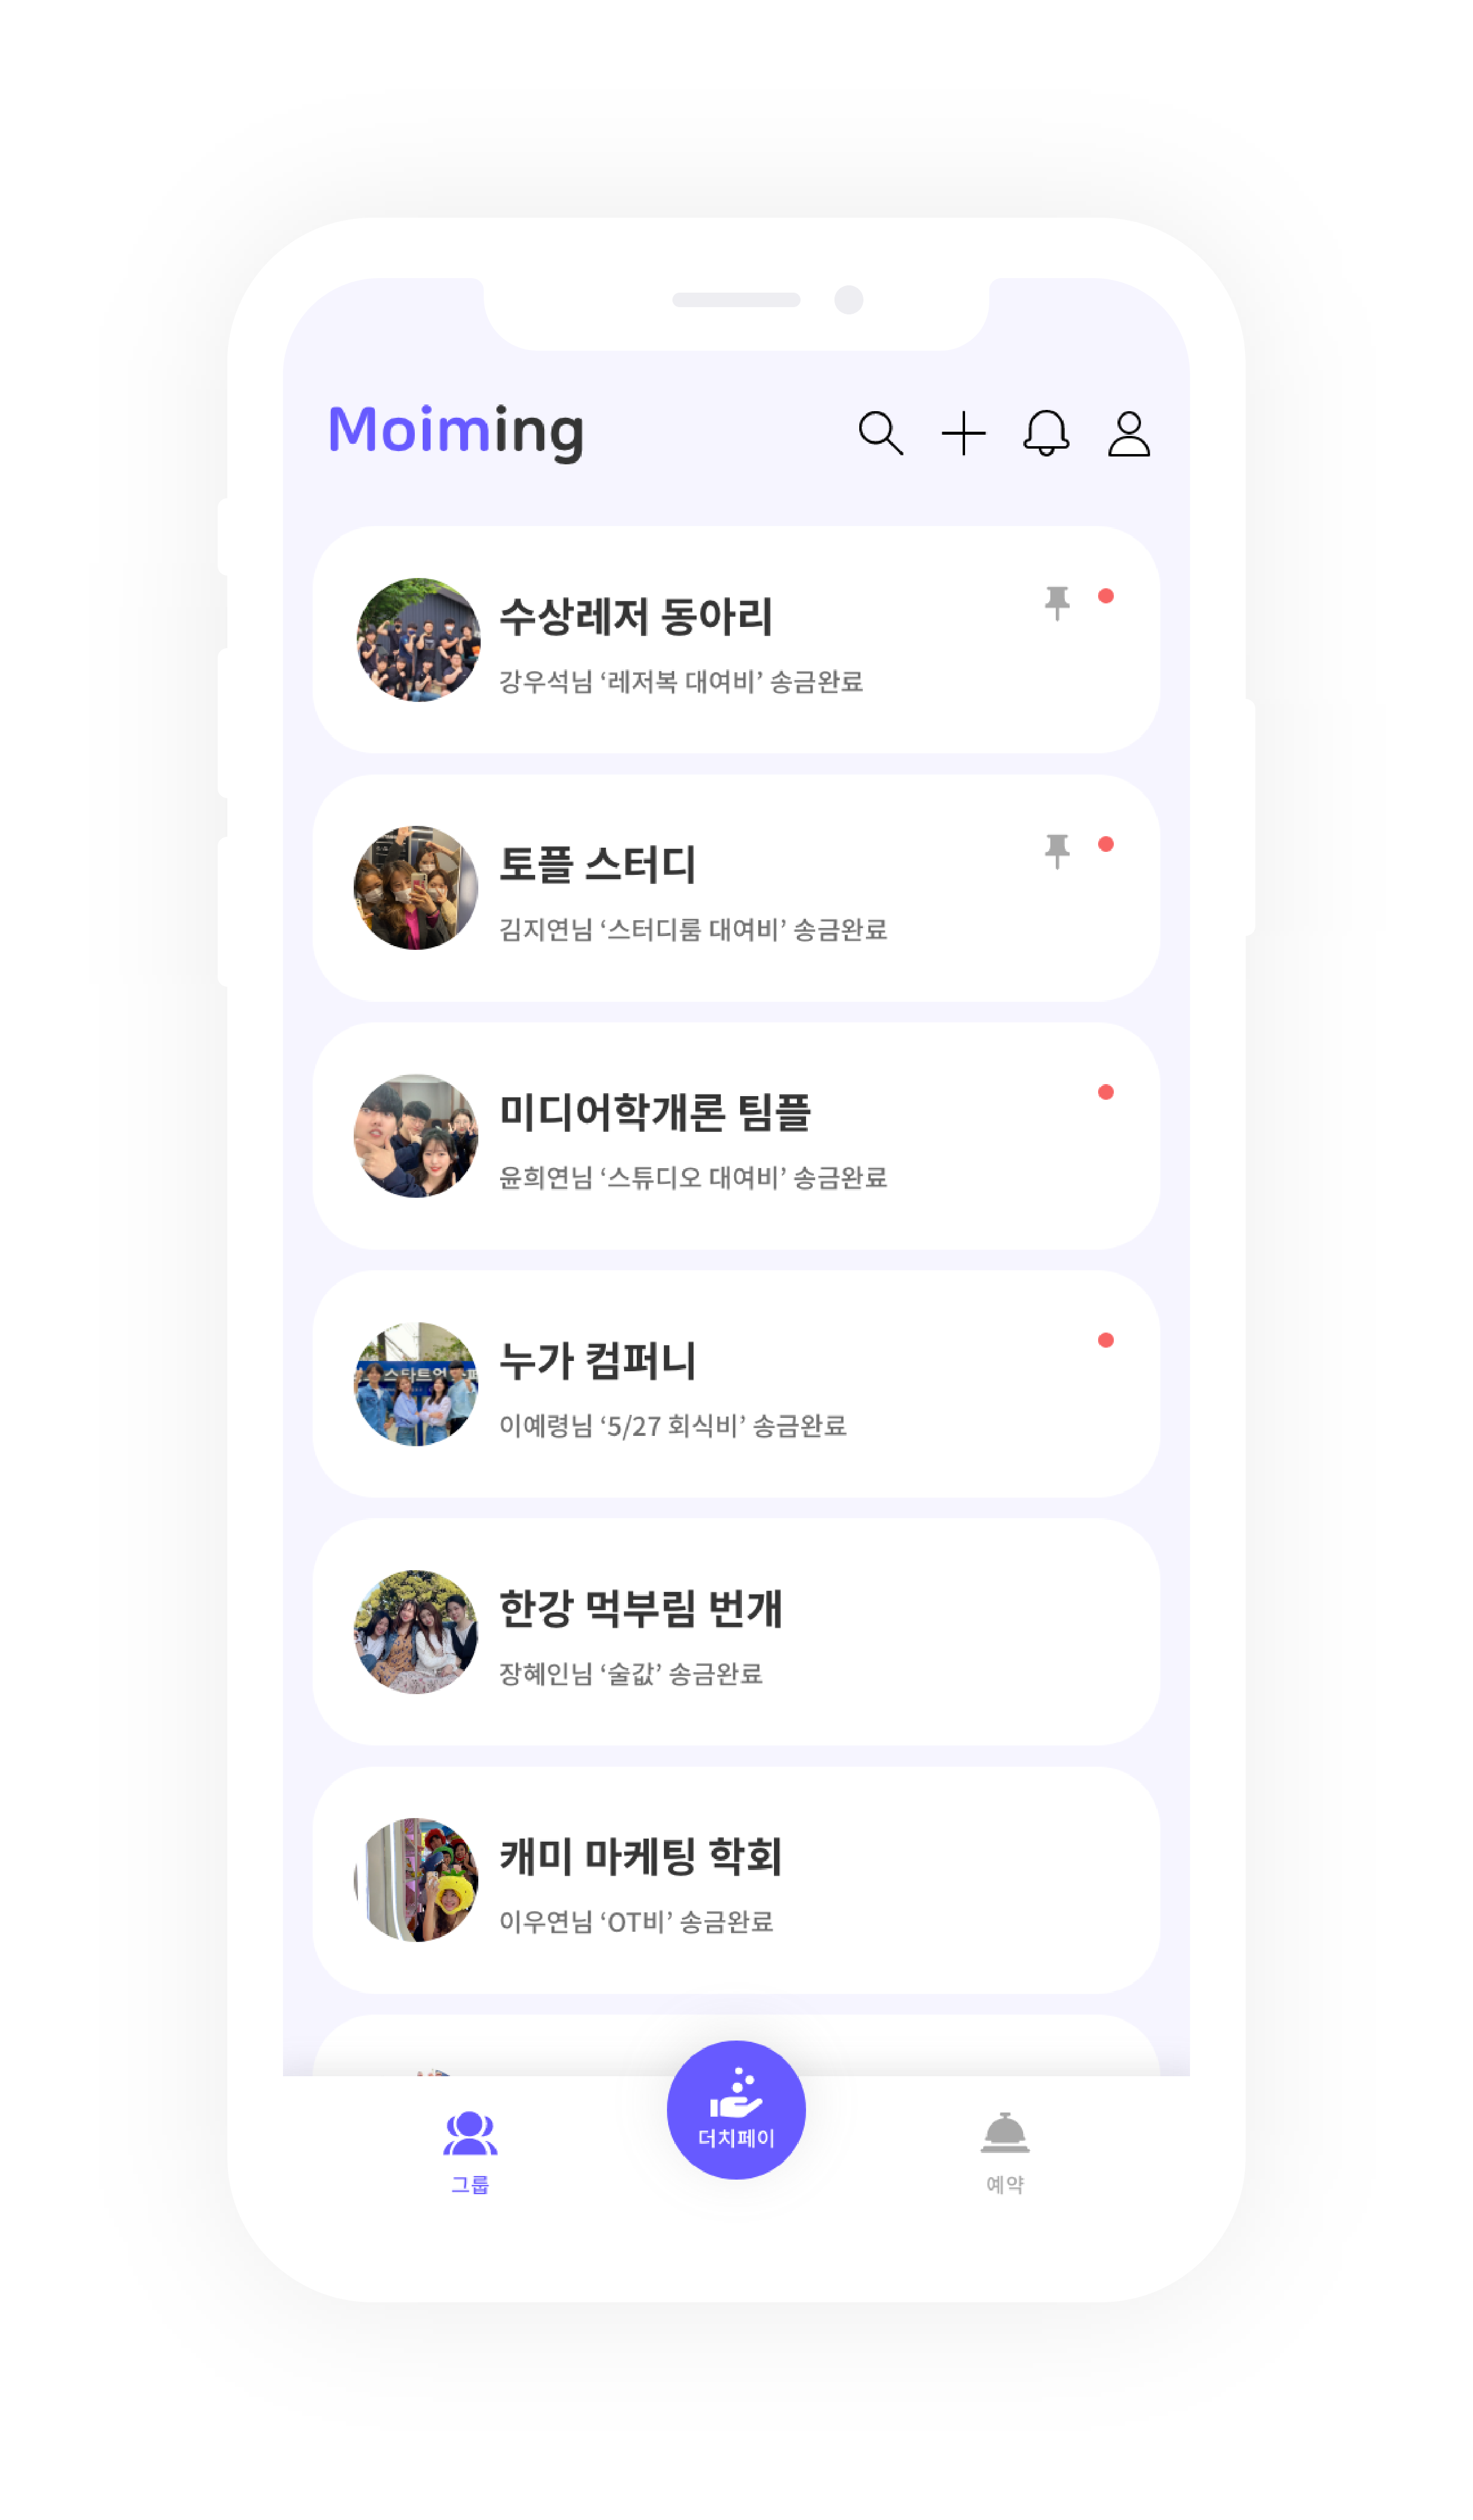 Moiming
수상레저 동아리
강우석님 ‘레저복 대여비’ 송금완료
토플 스터디
김지연님 ‘스터디룸 대여비’ 송금완료
미디어학개론 팀플
윤희연님 ‘스튜디오 대여비’ 송금완료
누가 컴퍼니
스타트업
이예령님 ‘5/27 회식비’ 송금완료
한강 먹부림 번개
장혜인님 ‘술값’ 송금완료
캐미 마케팅 학회
이우연님 ‘OT비’ 송금완료
더치페이
그룹
예약